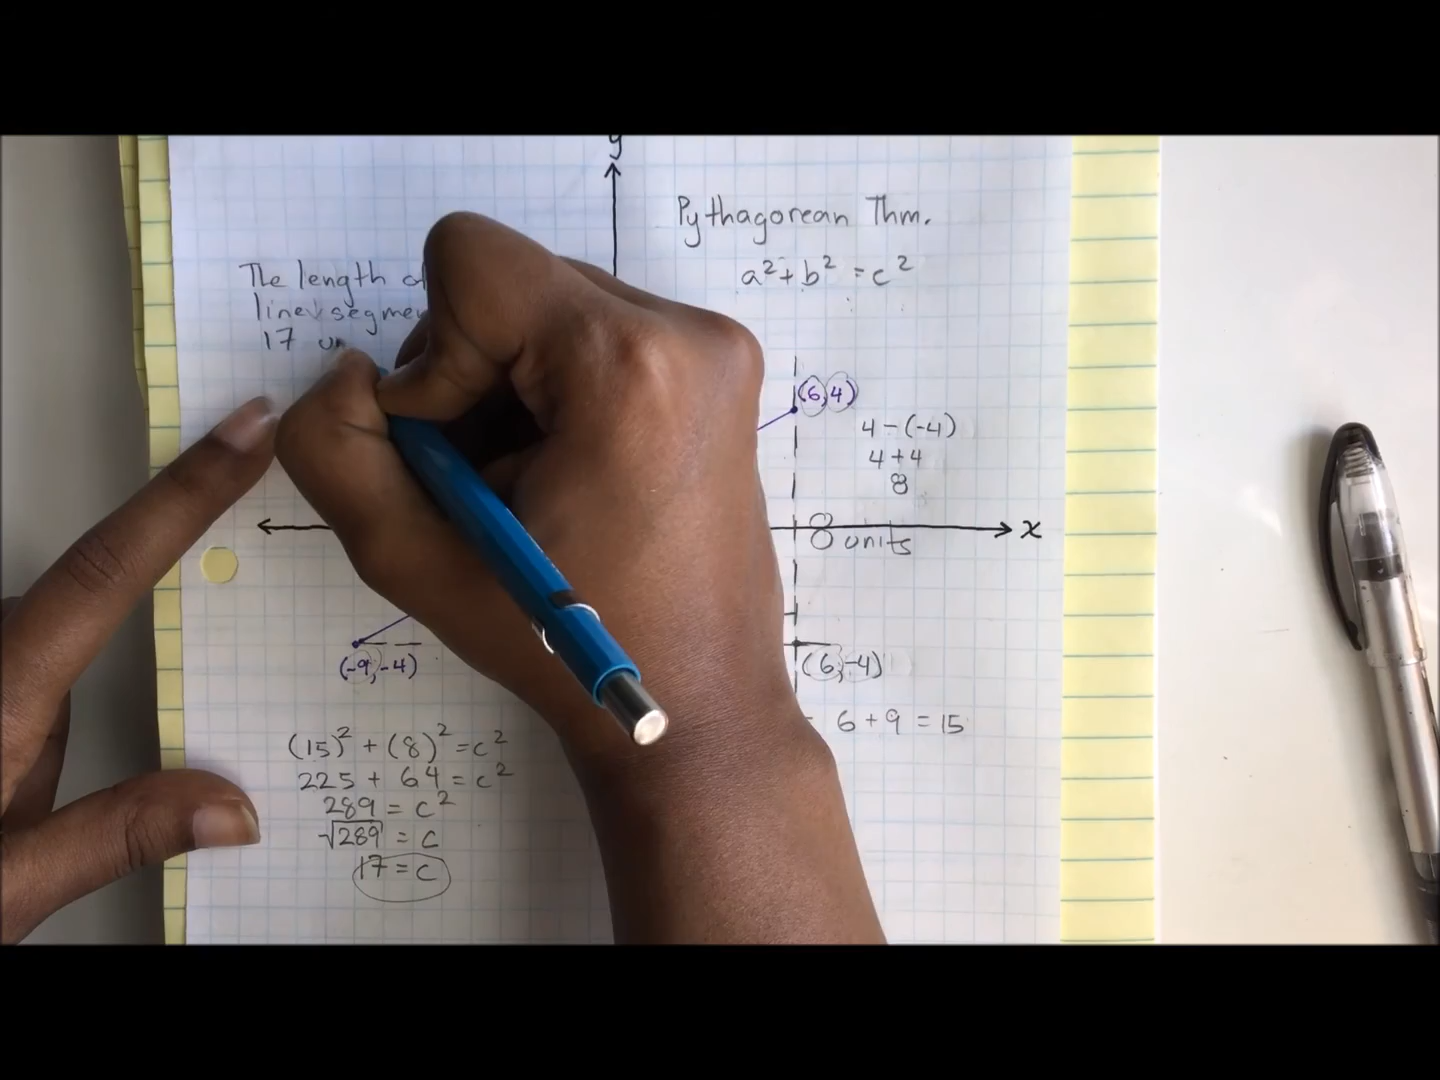 y
Pythagorean Thm.
a² + b² = c²
The length of
line segmen
17 un
(6,4)
4 - (-4)
4 + 4
8
x
8 units
(-9,-4)
(6,-4)
6 + 9 = 15
(15)² + (8)² = c²
225 + 64 = c²
289 = c²
√289 = c
17 = c